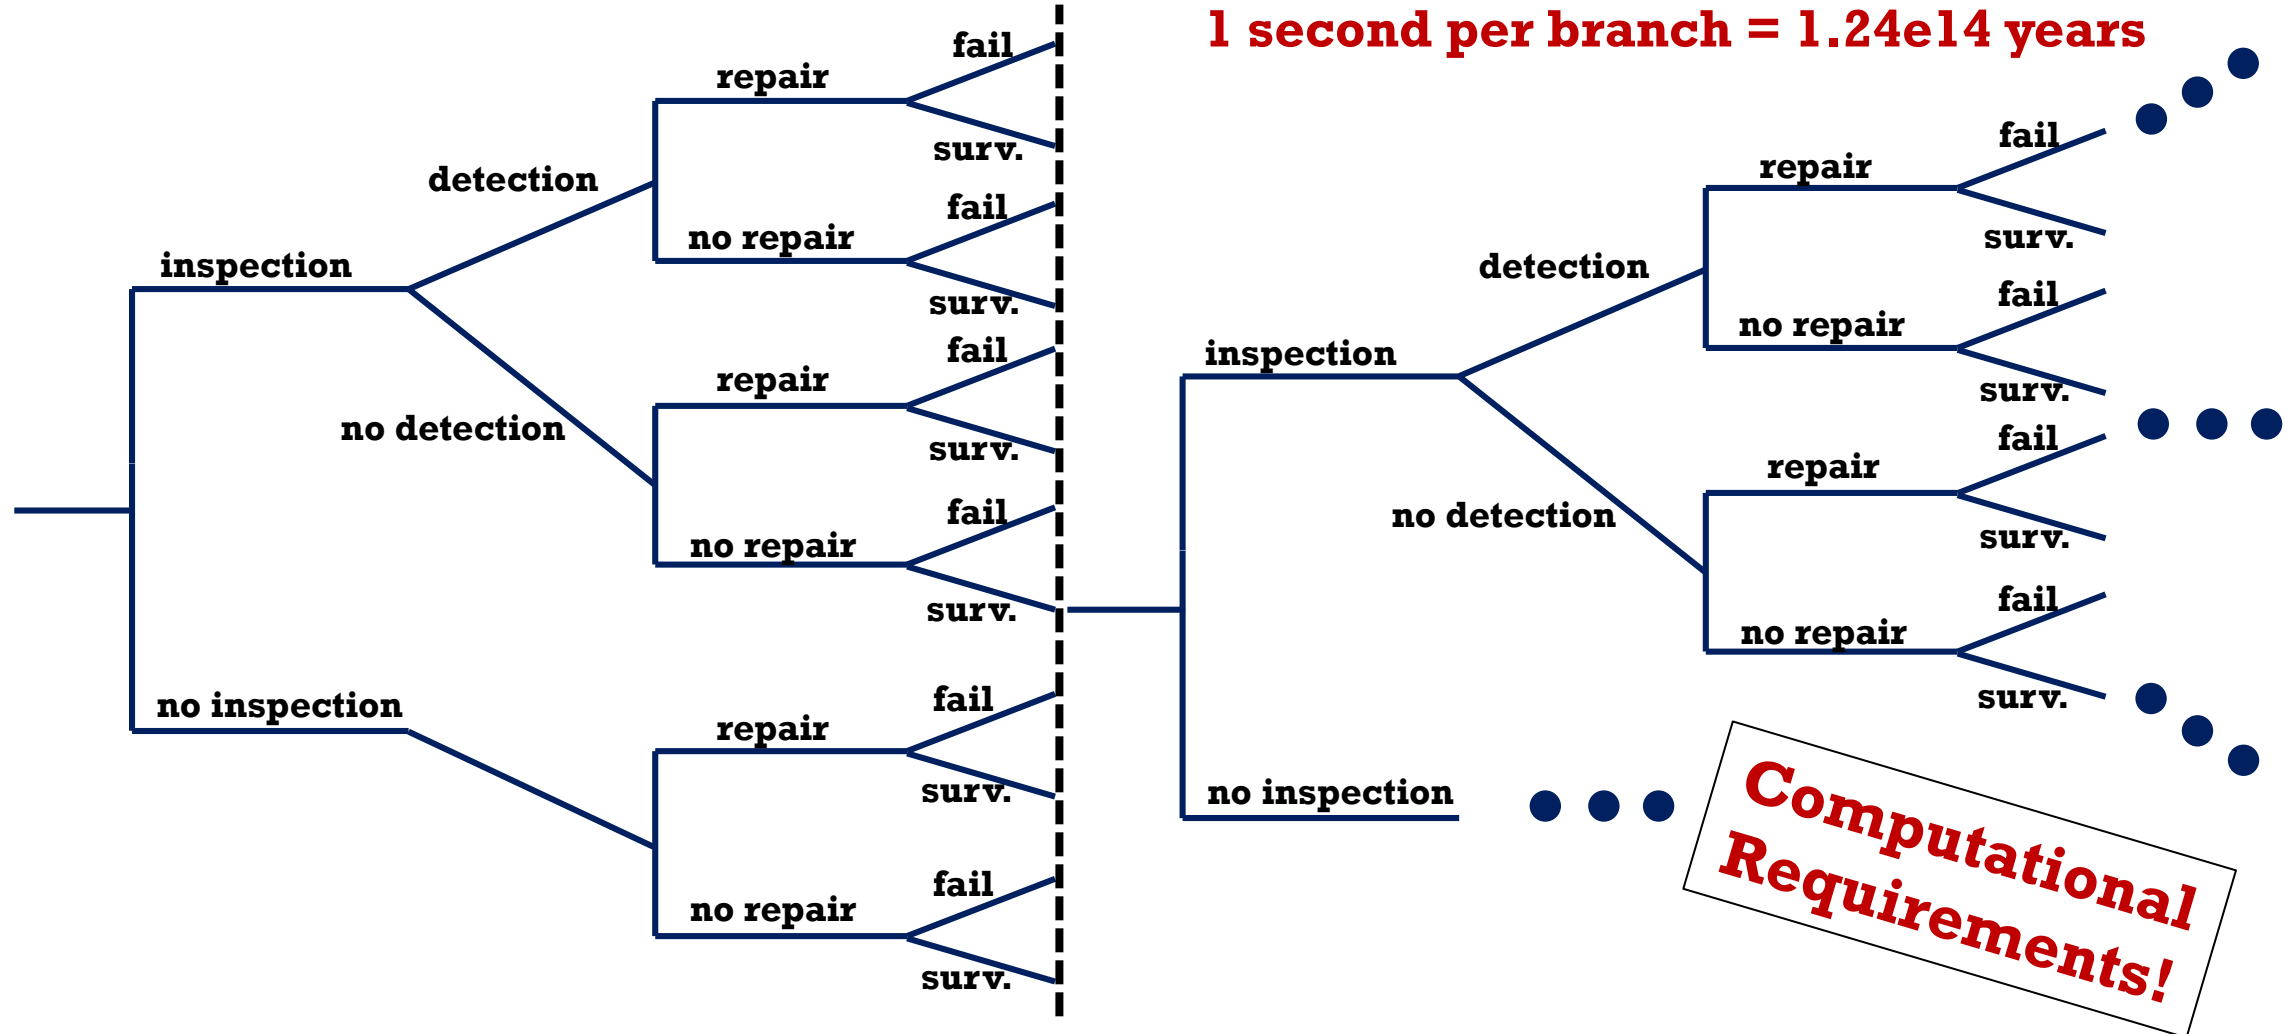 1 second per branch = 1.24e14 years
fail
repair
surv.
detection
fail
no repair
surv.
inspection
fail
repair
no detection
surv.
fail
no repair
surv.
no inspection
fail
repair
surv.
fail
no repair
surv.
fail
repair
surv.
detection
fail
no repair
surv.
inspection
fail
repair
no detection
surv.
fail
no repair
surv.
no inspection
Computational
Requirements!